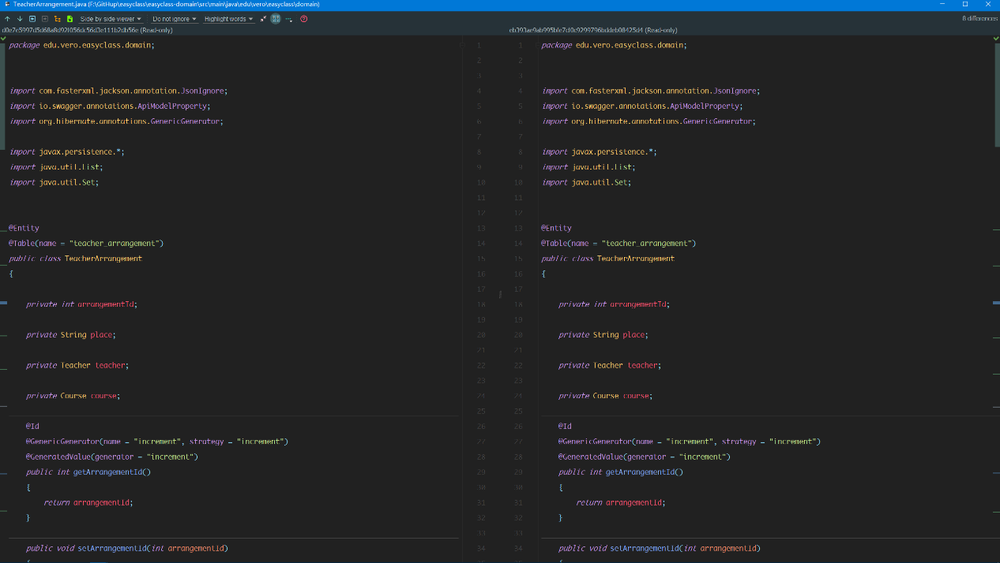 TeacherArrangement.java (F:\GitHup\easyclass\easyclass-domain\src\main\java\edu\vero\easyclass\domain)
Side by side viewer Do not ignore Highlight words 8 differences
d0e7e5997d5d68a8d92f056dc56d3e111b2db56e (Read-only) eb393ae9ab995bfe7d10c9299796bddeb08425d4 (Read-only)
package edu.vero.easyclass.domain; 1 1 package edu.vero.easyclass.domain;
2 2
3 3
import com.fasterxml.jackson.annotation.JsonIgnore; 4 4 import com.fasterxml.jackson.annotation.JsonIgnore;
import io.swagger.annotations.ApiModelProperty; 5 5 import io.swagger.annotations.ApiModelProperty;
import org.hibernate.annotations.GenericGenerator; 6 6 import org.hibernate.annotations.GenericGenerator;
7 7
import javax.persistence.*; 8 8 import javax.persistence.*;
import java.util.List; 9 9 import java.util.List;
import java.util.Set; 10 10 import java.util.Set;
11 11
12 12
@Entity 13 13 @Entity
@Table(name = "teacher_arrangement") 14 14 @Table(name = "teacher_arrangement")
public class TeacherArrangement 15 15 public class TeacherArrangement
{ 16 16 {
17 17
private int arrangementId; 18 18 private int arrangementId;
19 19
private String place; 20 20 private String place;
21 21
private Teacher teacher; 22 22 private Teacher teacher;
23 23
private Course course; 24 24 private Course course;
25 25
@Id 26 26 @Id
@GenericGenerator(name = "increment", strategy = "increment") 27 27 @GenericGenerator(name = "increment", strategy = "increment")
@GeneratedValue(generator = "increment") 28 28 @GeneratedValue(generator = "increment")
public int getArrangementId() 29 29 public int getArrangementId()
{ 30 30 {
return arrangementId; 31 31 return arrangementId;
} 32 32 }
33 33
public void setArrangementId(int arrangementId) 34 34 public void setArrangementId(int arrangementId)